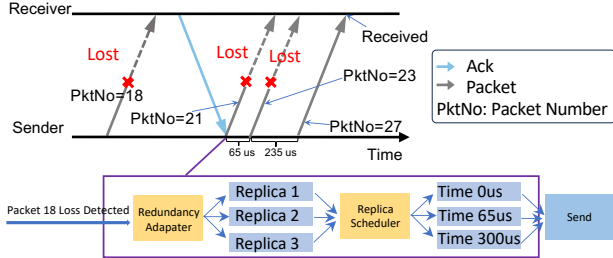 Receiver
Lost
Lost
Lost
Received
PktNo=18
PktNo=21
PktNo=23
PktNo=27
Ack
Packet
PktNo: Packet Number
Sender
65 us
235 us
Time
Packet 18 Loss Detected
Redundancy
Adapater
Replica 1
Replica 2
Replica 3
Replica
Scheduler
Time 0us
Time 65us
Time 300us
Send